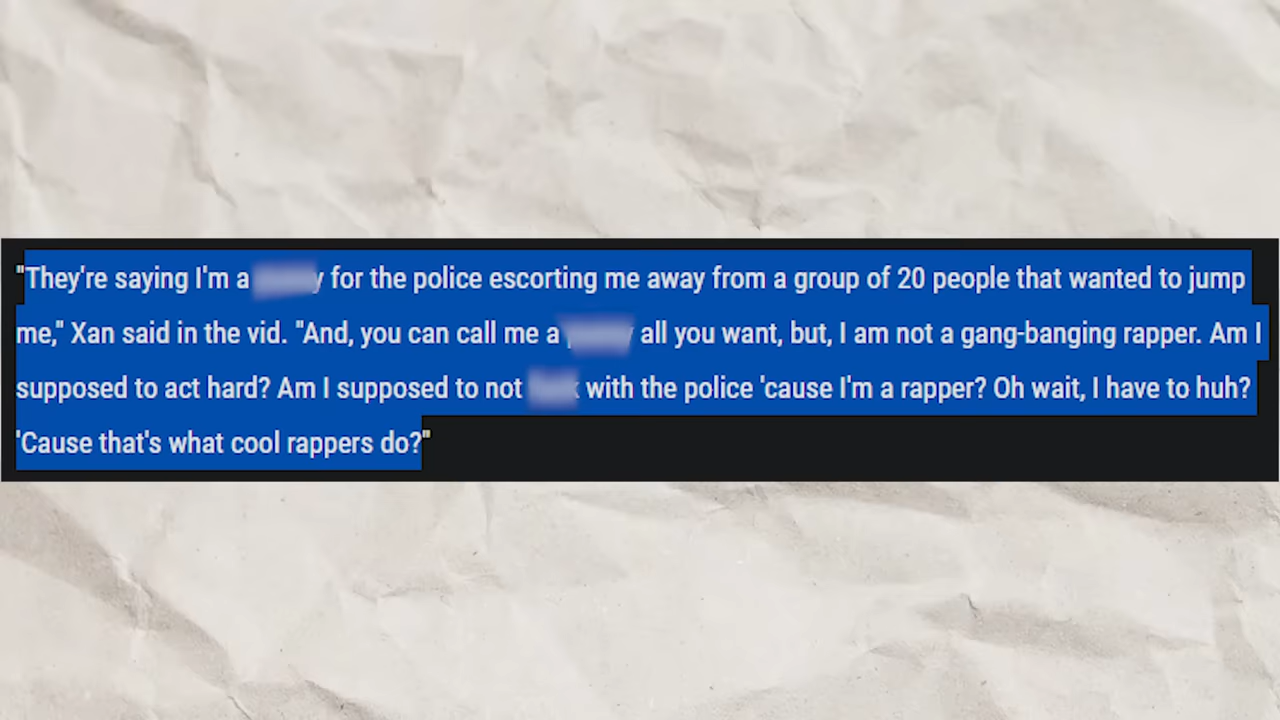 "They're saying I'm a for the police escorting me away from a group of 20 people that wanted to jump
me," Xan said in the vid. "And, you can call me a all you want, but, I am not a gang-banging rapper. Am I
supposed to act hard? Am I supposed to not with the police 'cause I'm a rapper? Oh wait, I have to huh?
'Cause that's what cool rappers do?"